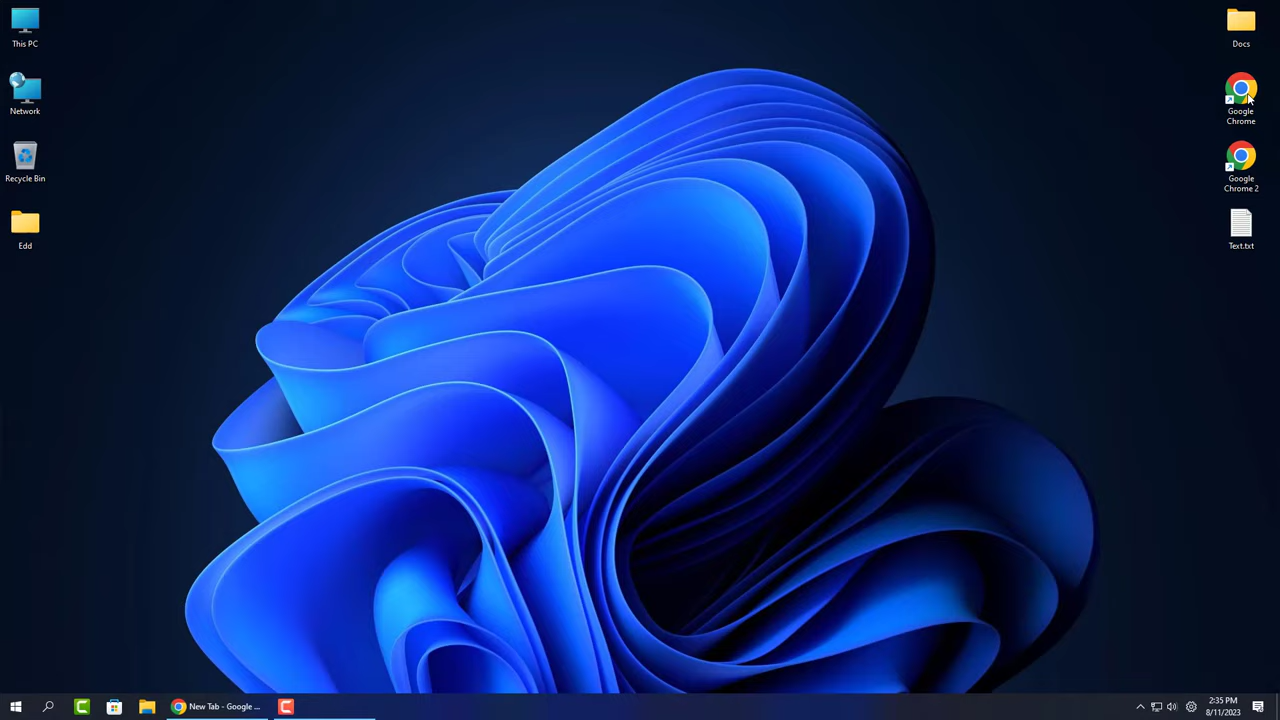 This PC
Network
Recycle Bin
Edd
Docs
Google
Chrome
Google
Chrome 2
Text.txt
New Tab - Google ...
2:35 PM
8/11/2023